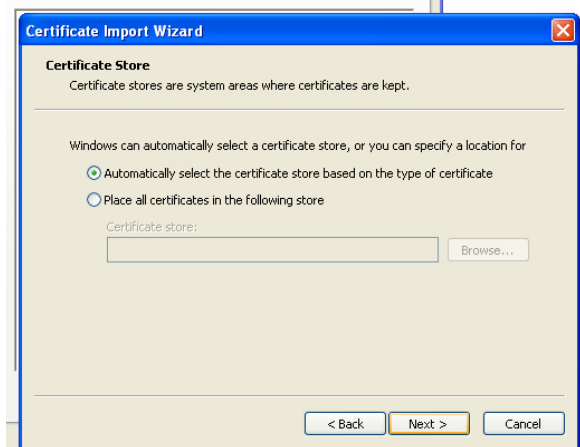 Certificate Import Wizard
Certificate Store
Certificate stores are system areas where certificates are kept.
Windows can automatically select a certificate store, or you can specify a location for
Automatically select the certificate store based on the type of certificate
Place all certificates in the following store
Certificate store:
Browse...
< Back Next > Cancel